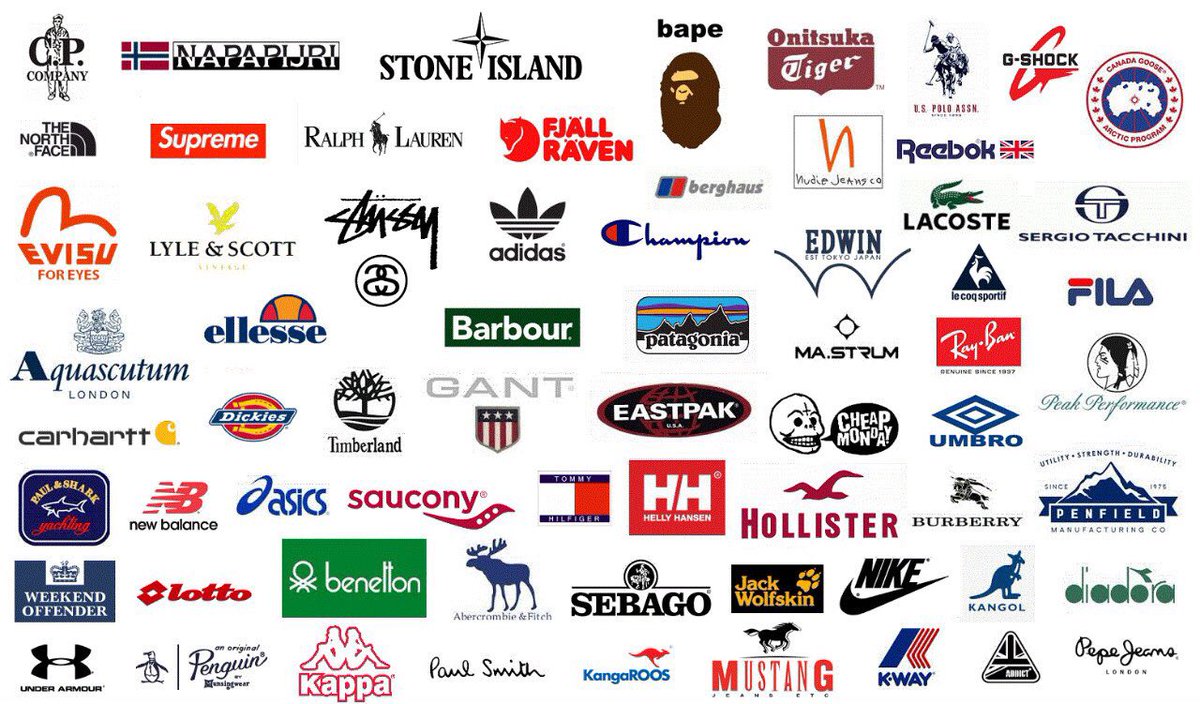 C.P.
COMPANY
NAPAPIJRI
STONE ISLAND
bape
Onitsuka
Tiger
TM
U.S. POLO ASSN.
SINCE 1890
G-SHOCK
CANADA GOOSE
ARCTIC PROGRAM
THE
NORTH
FACE
Supreme
RALPH LAUREN
FJÄLL
RÄVEN
nudie jeans co
Reebok
berghaus
EVISU
FOR EYES
LYLE & SCOTT
VINTAGE
STÜSSY
adidas
Champion
EDWIN
EST TOKYO JAPAN
LACOSTE
SERGIO TACCHINI
le coq sportif
FILA
Aquascutum
LONDON
ellesse
Barbour
patagonia
MA.STRUM
Ray-Ban
GENUINE SINCE 1937
Peak Performance
carhartt
Dickies
Timberland
GANT
EASTPAK
U.S.A.
CHEAP
MONDAY
UMBRO
PAUL & SHARK
yachting
new balance
asics
saucony
TOMMY
HILFIGER
HH
HELLY HANSEN
HOLLISTER
BURBERRY
UTILITY • STRENGTH • DURABILITY
SINCE 1975
PENFIELD
MANUFACTURING CO
WEEKEND
OFFENDER
lotto
benetton
Abercrombie & Fitch
SEBAGO
Jack
Wolfskin
NIKE
KANGOL
diadora
UNDER ARMOUR
an original
Penguin
BY
Munsingwear
Kappa
Paul Smith
KangaROOS
MUSTANG
JEANS ETC
K-WAY
ADDICT
Pepe Jeans
LONDON